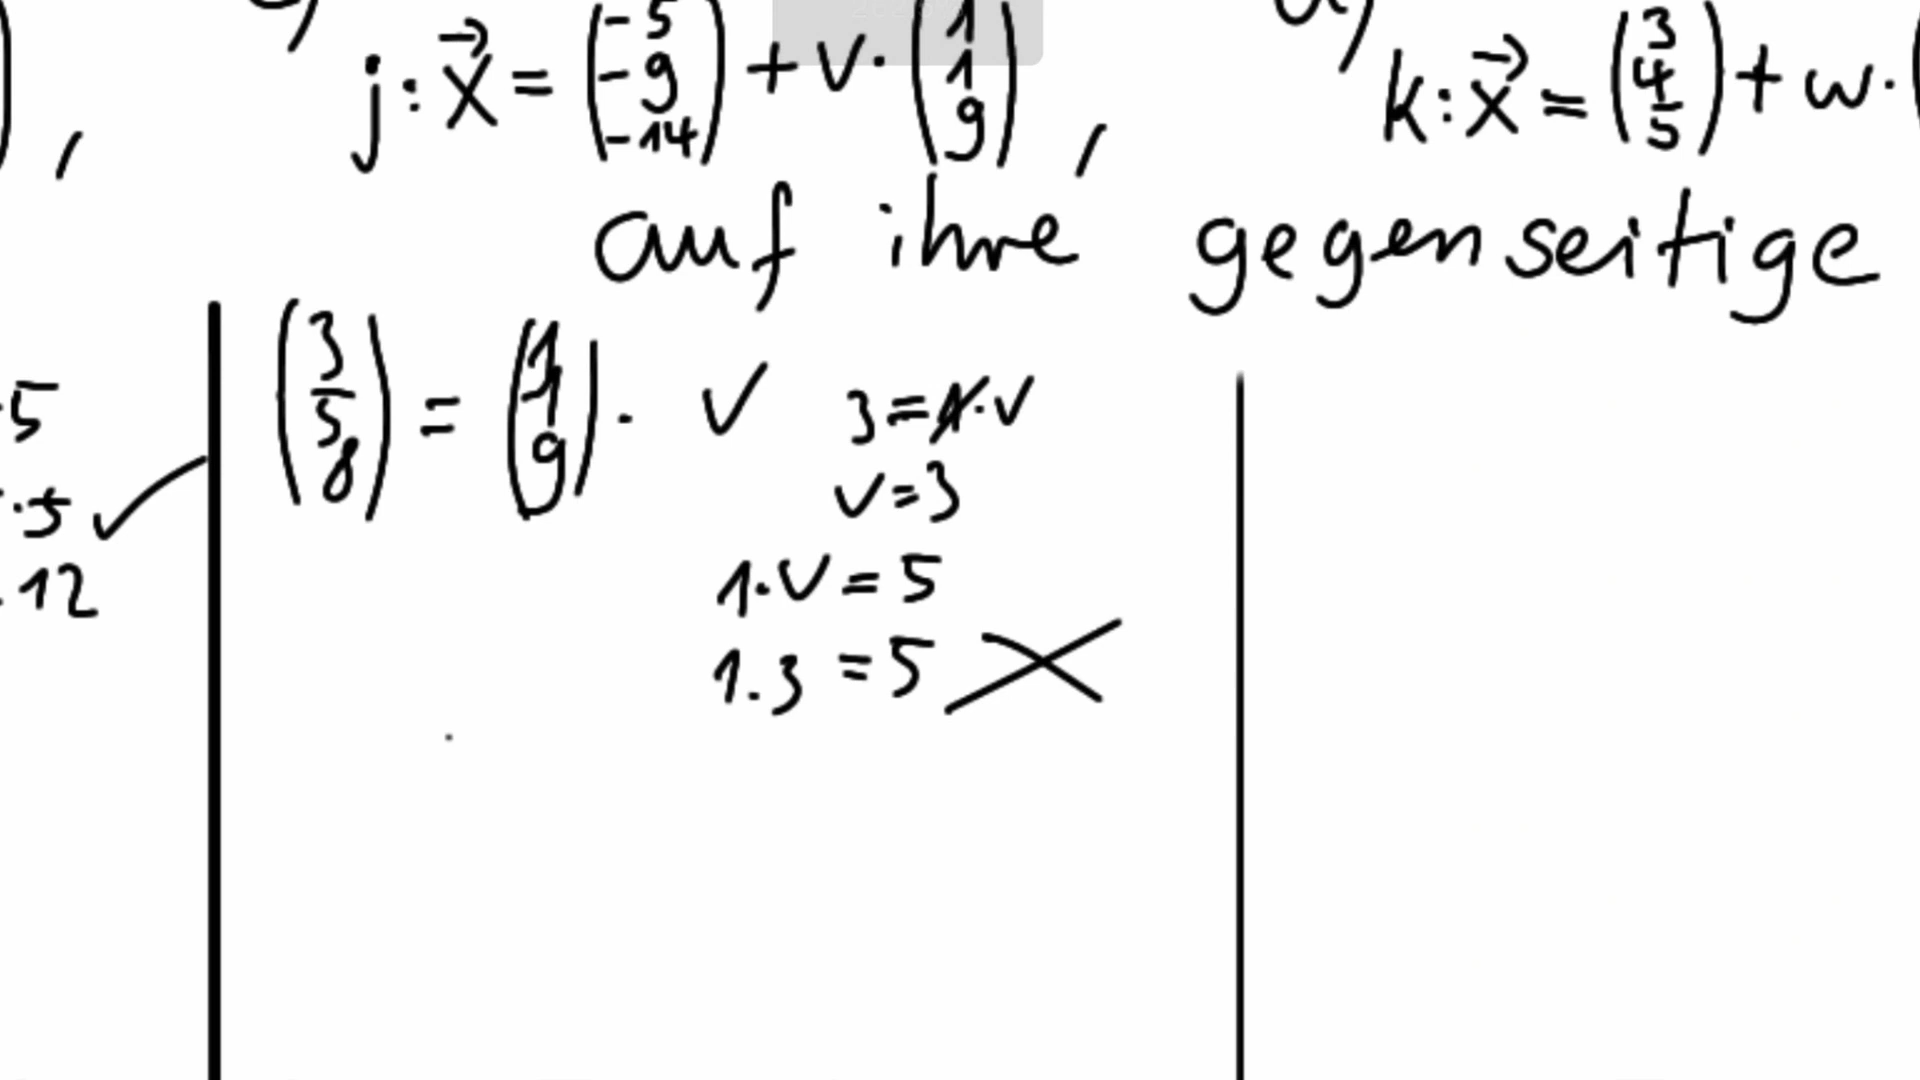 j: x⃗ = (-5 -9 -14) + v · (1 1 9) ,
k: x⃗ = (3 4 5) + w · (
auf ihre gegenseitige
5
· 5 ✓
12
(3 5 8) = (1 1 9) · v
3 = 1 · v
v = 3
1 · v = 5
1 . 3 = 5